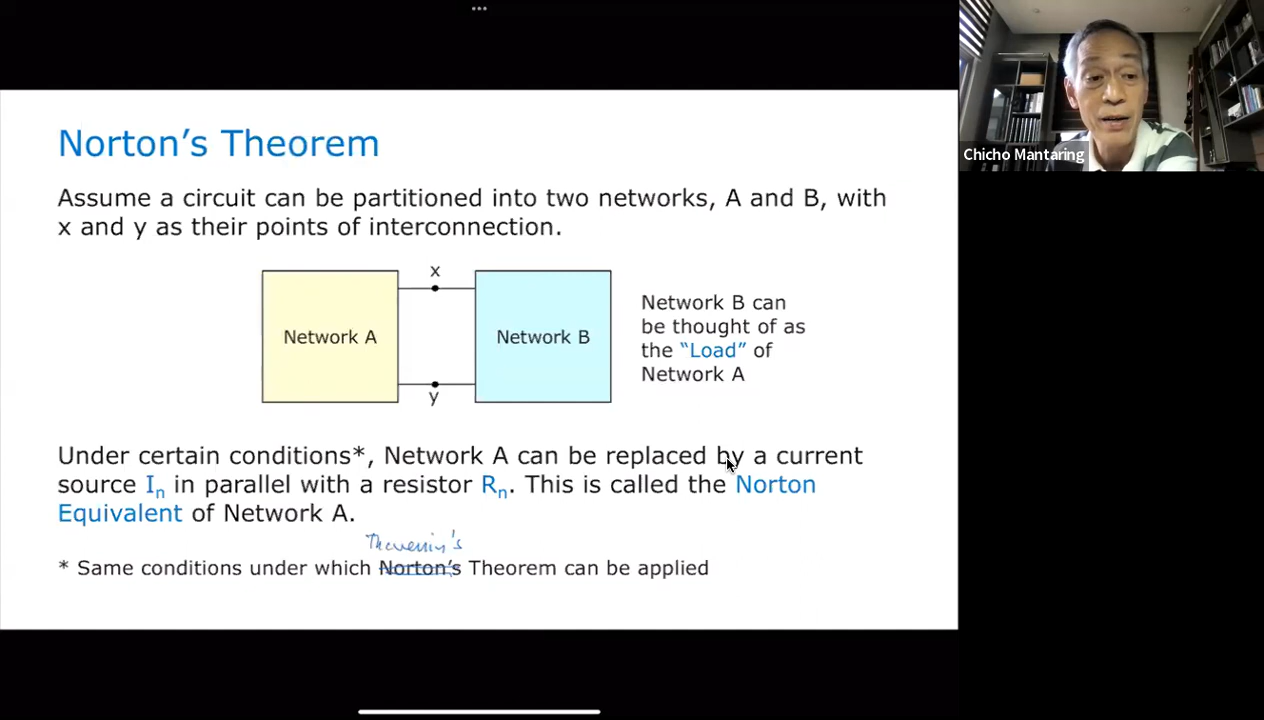 Norton's Theorem
Assume a circuit can be partitioned into two networks, A and B, with
x and y as their points of interconnection.
x
Network A
Network B
y
Network B can
be thought of as
the "Load" of
Network A
Under certain conditions*, Network A can be replaced by a current
source In in parallel with a resistor Rn. This is called the Norton
Equivalent of Network A.
Thevenin's
* Same conditions under which Norton's Theorem can be applied
Chicho Mantaring